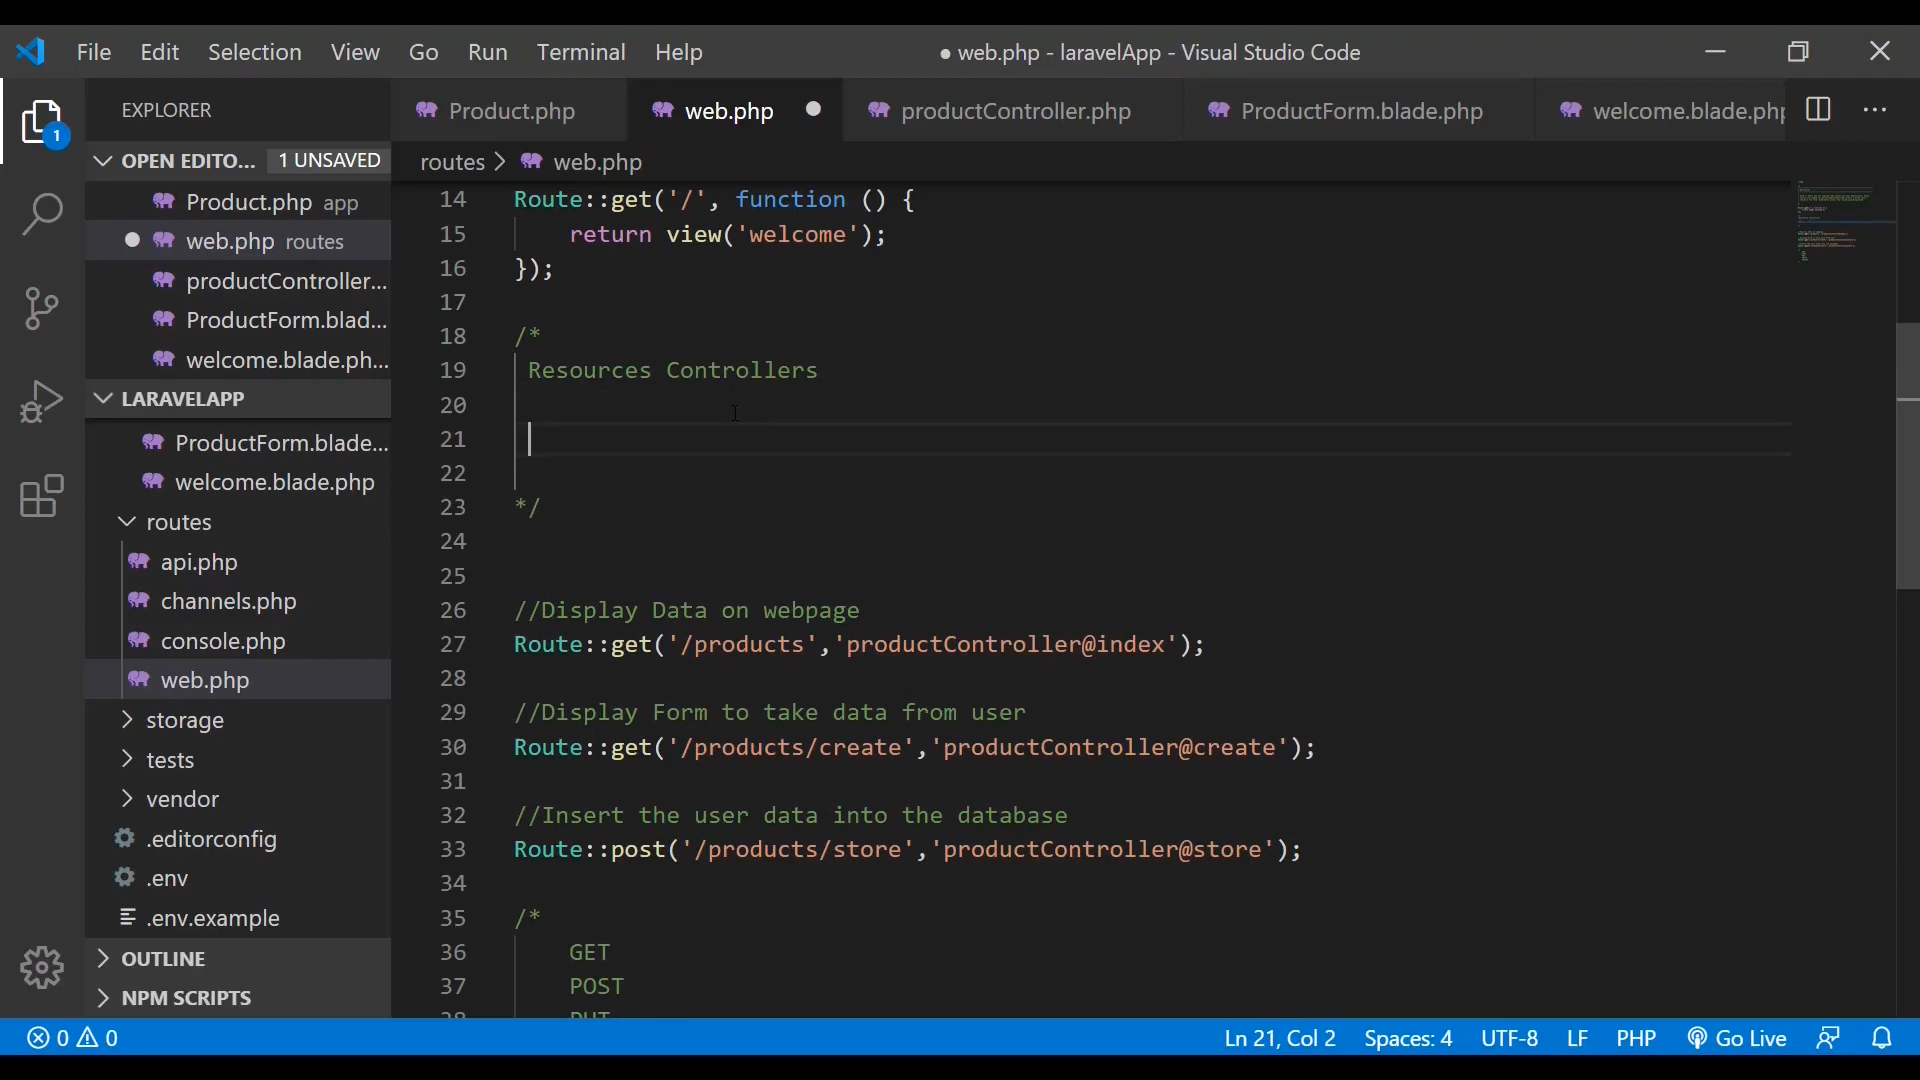 File Edit Selection View Go Run Terminal Help
● web.php - laravelApp - Visual Studio Code
EXPLORER
1
OPEN EDITO... 1 UNSAVED
Product.php app
web.php routes
productController...
ProductForm.blad...
welcome.blade.ph...
LARAVELAPP
ProductForm.blade...
welcome.blade.php
routes
api.php
channels.php
console.php
web.php
storage
tests
vendor
.editorconfig
.env
.env.example
OUTLINE
NPM SCRIPTS
Product.php web.php productController.php ProductForm.blade.php welcome.blade.php
routes > web.php
14 Route::get('/', function () {
15 return view('welcome');
16 });
17
18 /*
19 Resources Controllers
20
21
22
23 */
24
25
26 //Display Data on webpage
27 Route::get('/products','productController@index');
28
29 //Display Form to take data from user
30 Route::get('/products/create','productController@create');
31
32 //Insert the user data into the database
33 Route::post('/products/store','productController@store');
34
35 /*
36 GET
37 POST
38 PUT
0 0 Ln 21, Col 2 Spaces: 4 UTF-8 LF PHP Go Live